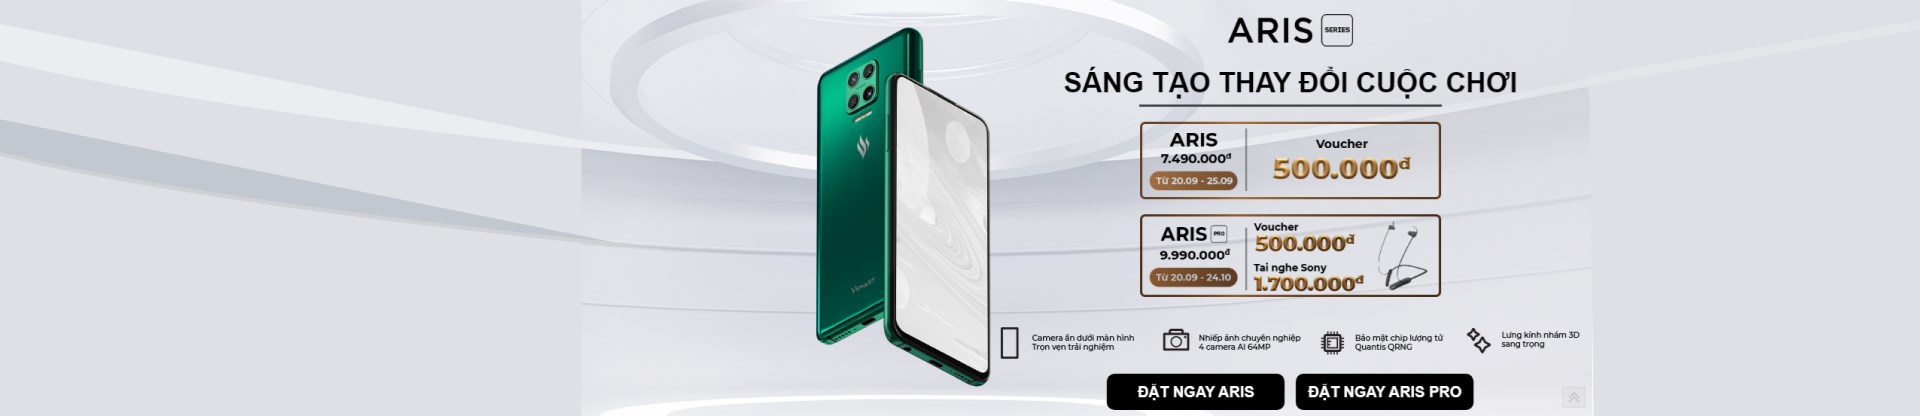 ARIS SERIES
SÁNG TẠO THAY ĐỔI CUỘC CHƠI
ARIS
7.490.000đ
Từ 20.09 - 25.09
Voucher
500.000đ
ARIS PRO
9.990.000đ
Từ 20.09 - 24.10
Voucher
500.000đ
Tai nghe Sony
1.700.000đ
VSMART
Camera ẩn dưới màn hình
Trọn vẹn trải nghiệm
Nhiếp ảnh chuyên nghiệp
4 camera AI 64MP
Bảo mật chip lượng tử
Quantis QRNG
Lưng kính nhám 3D
sang trọng
ĐẶT NGAY ARIS
ĐẶT NGAY ARIS PRO